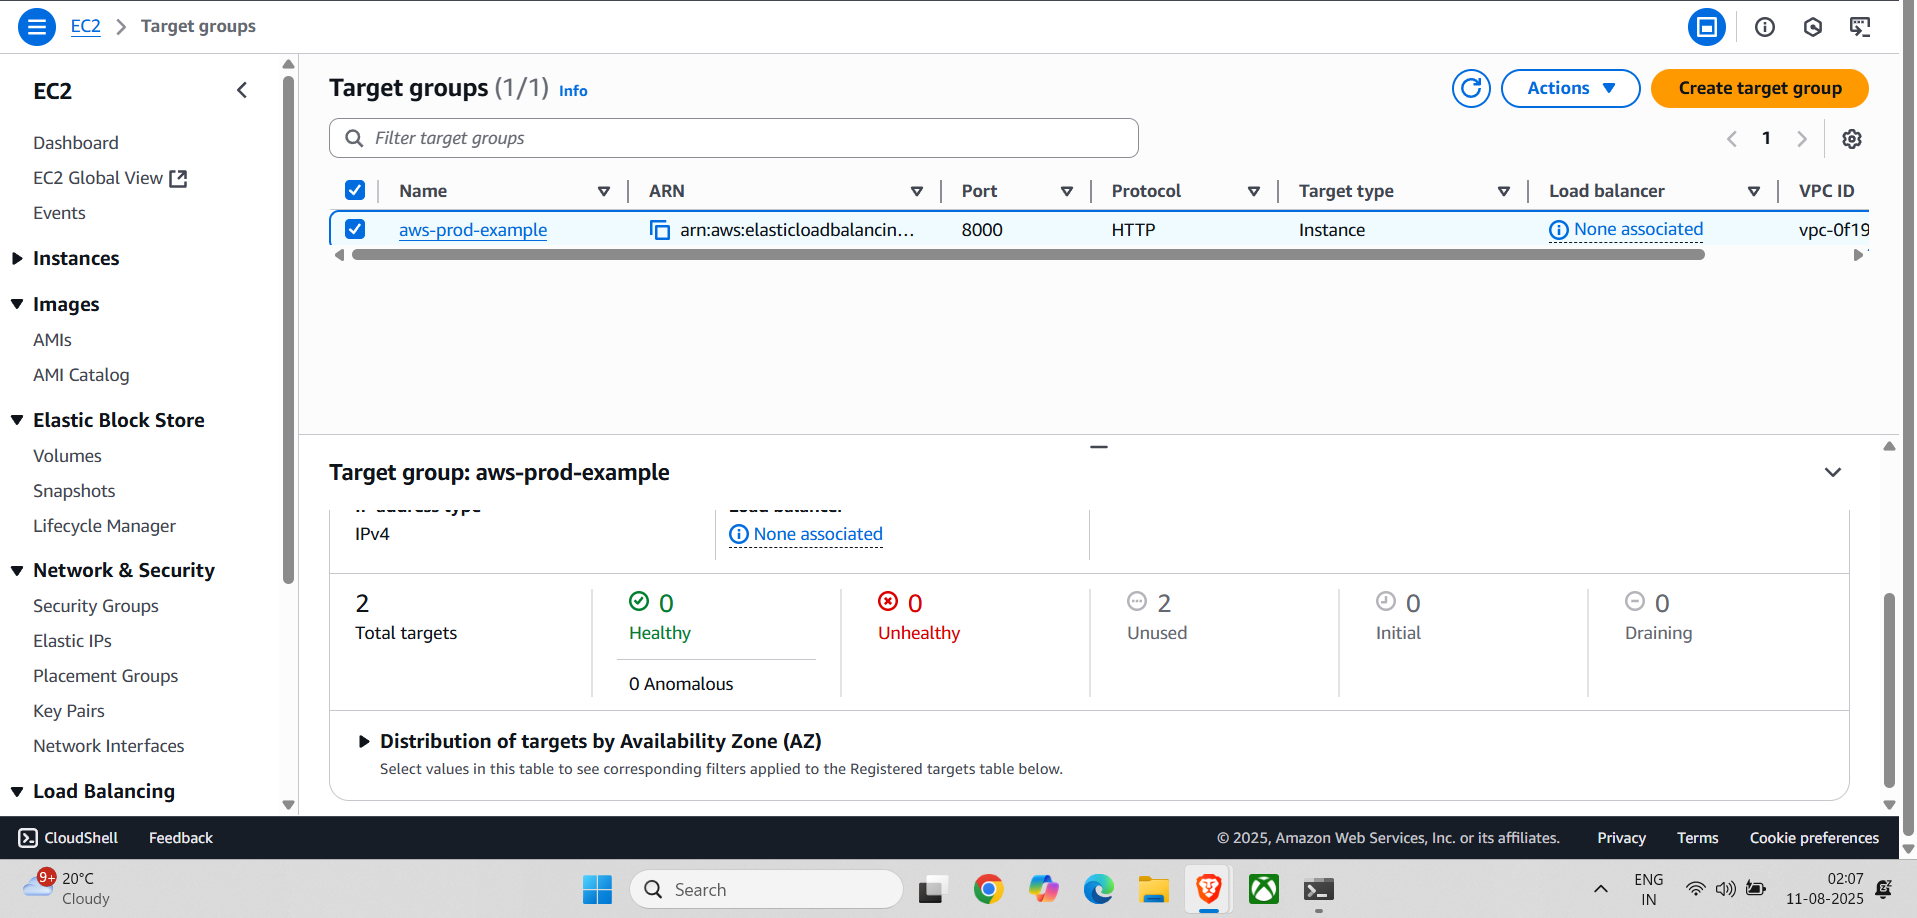 EC2 > Target groups
EC2
Dashboard
EC2 Global View
Events
Instances
Images
AMIs
AMI Catalog
Elastic Block Store
Volumes
Snapshots
Lifecycle Manager
Network & Security
Security Groups
Elastic IPs
Placement Groups
Key Pairs
Network Interfaces
Load Balancing
Target groups (1/1) Info
Actions
Create target group
Filter target groups
1
Name ARN Port Protocol Target type Load balancer VPC ID
aws-prod-example arn:aws:elasticloadbalancin... 8000 HTTP Instance None associated vpc-0f19
Target group: aws-prod-example
IP address type Load balancer
IPv4 None associated
2 0 0 2 0 0
Total targets Healthy Unhealthy Unused Initial Draining
0 Anomalous
Distribution of targets by Availability Zone (AZ)
Select values in this table to see corresponding filters applied to the Registered targets table below.
CloudShell Feedback © 2025, Amazon Web Services, Inc. or its affiliates. Privacy Terms Cookie preferences
9+
20°C
Cloudy
Search
ENG
IN
02:07
11-08-2025